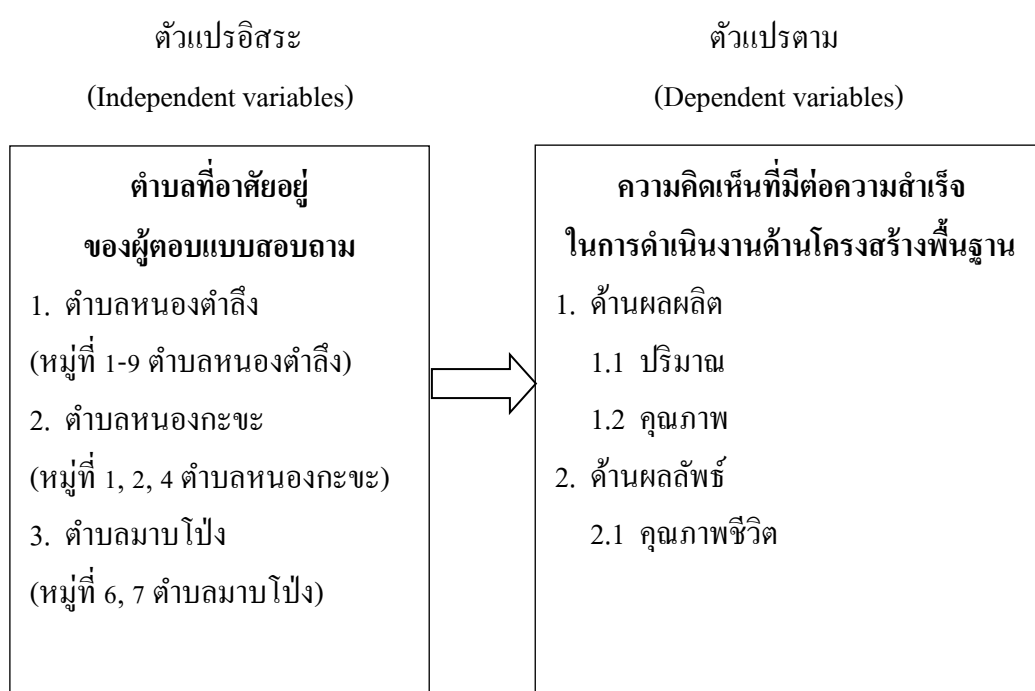 ตัวแปรอิสระ
(Independent variables)
ตำบลที่อาศัยอยู่
ของผู้ตอบแบบสอบถาม
1. ตำบลหนองตำลึง
(หมู่ที่ 1-9 ตำบลหนองตำลึง)
2. ตำบลหนองกะขะ
(หมู่ที่ 1, 2, 4 ตำบลหนองกะขะ)
3. ตำบลมาบโป่ง
(หมู่ที่ 6, 7 ตำบลมาบโป่ง)
ตัวแปรตาม
(Dependent variables)
ความคิดเห็นที่มีต่อความสำเร็จ
ในการดำเนินงานด้านโครงสร้างพื้นฐาน
1. ด้านผลผลิต
1.1 ปริมาณ
1.2 คุณภาพ
2. ด้านผลลัพธ์
2.1 คุณภาพชีวิต